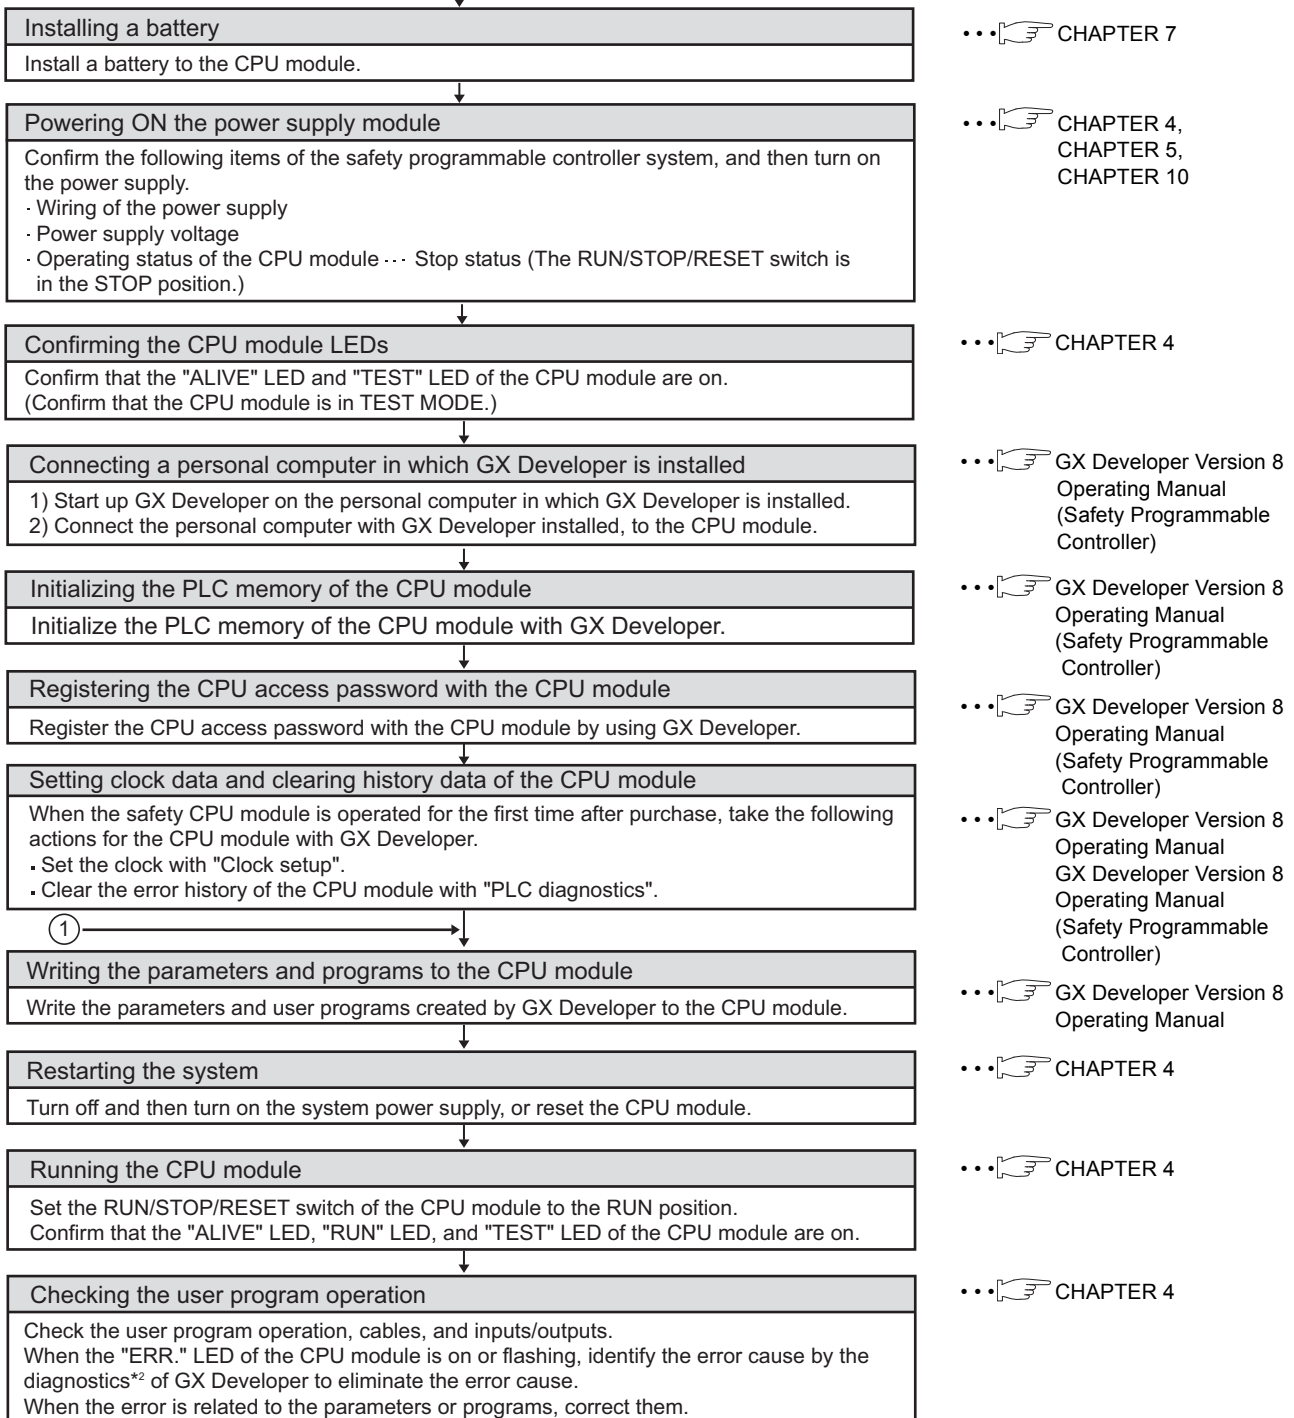 Installing a battery
Install a battery to the CPU module.
••• CHAPTER 7
Powering ON the power supply module
Confirm the following items of the safety programmable controller system, and then turn on
the power supply.
· Wiring of the power supply
· Power supply voltage
· Operating status of the CPU module ··· Stop status (The RUN/STOP/RESET switch is
in the STOP position.)
••• CHAPTER 4,
CHAPTER 5,
CHAPTER 10
Confirming the CPU module LEDs
Confirm that the "ALIVE" LED and "TEST" LED of the CPU module are on.
(Confirm that the CPU module is in TEST MODE.)
••• CHAPTER 4
Connecting a personal computer in which GX Developer is installed
1) Start up GX Developer on the personal computer in which GX Developer is installed.
2) Connect the personal computer with GX Developer installed, to the CPU module.
••• GX Developer Version 8
Operating Manual
(Safety Programmable
Controller)
Initializing the PLC memory of the CPU module
Initialize the PLC memory of the CPU module with GX Developer.
••• GX Developer Version 8
Operating Manual
(Safety Programmable
Controller)
Registering the CPU access password with the CPU module
Register the CPU access password with the CPU module by using GX Developer.
••• GX Developer Version 8
Operating Manual
(Safety Programmable
Controller)
Setting clock data and clearing history data of the CPU module
When the safety CPU module is operated for the first time after purchase, take the following
actions for the CPU module with GX Developer.
· Set the clock with "Clock setup".
· Clear the error history of the CPU module with "PLC diagnostics".
••• GX Developer Version 8
Operating Manual
GX Developer Version 8
Operating Manual
(Safety Programmable
Controller)
1
Writing the parameters and programs to the CPU module
Write the parameters and user programs created by GX Developer to the CPU module.
••• GX Developer Version 8
Operating Manual
Restarting the system
Turn off and then turn on the system power supply, or reset the CPU module.
••• CHAPTER 4
Running the CPU module
Set the RUN/STOP/RESET switch of the CPU module to the RUN position.
Confirm that the "ALIVE" LED, "RUN" LED, and "TEST" LED of the CPU module are on.
••• CHAPTER 4
Checking the user program operation
Check the user program operation, cables, and inputs/outputs.
When the "ERR." LED of the CPU module is on or flashing, identify the error cause by the
diagnostics*2 of GX Developer to eliminate the error cause.
When the error is related to the parameters or programs, correct them.
••• CHAPTER 4